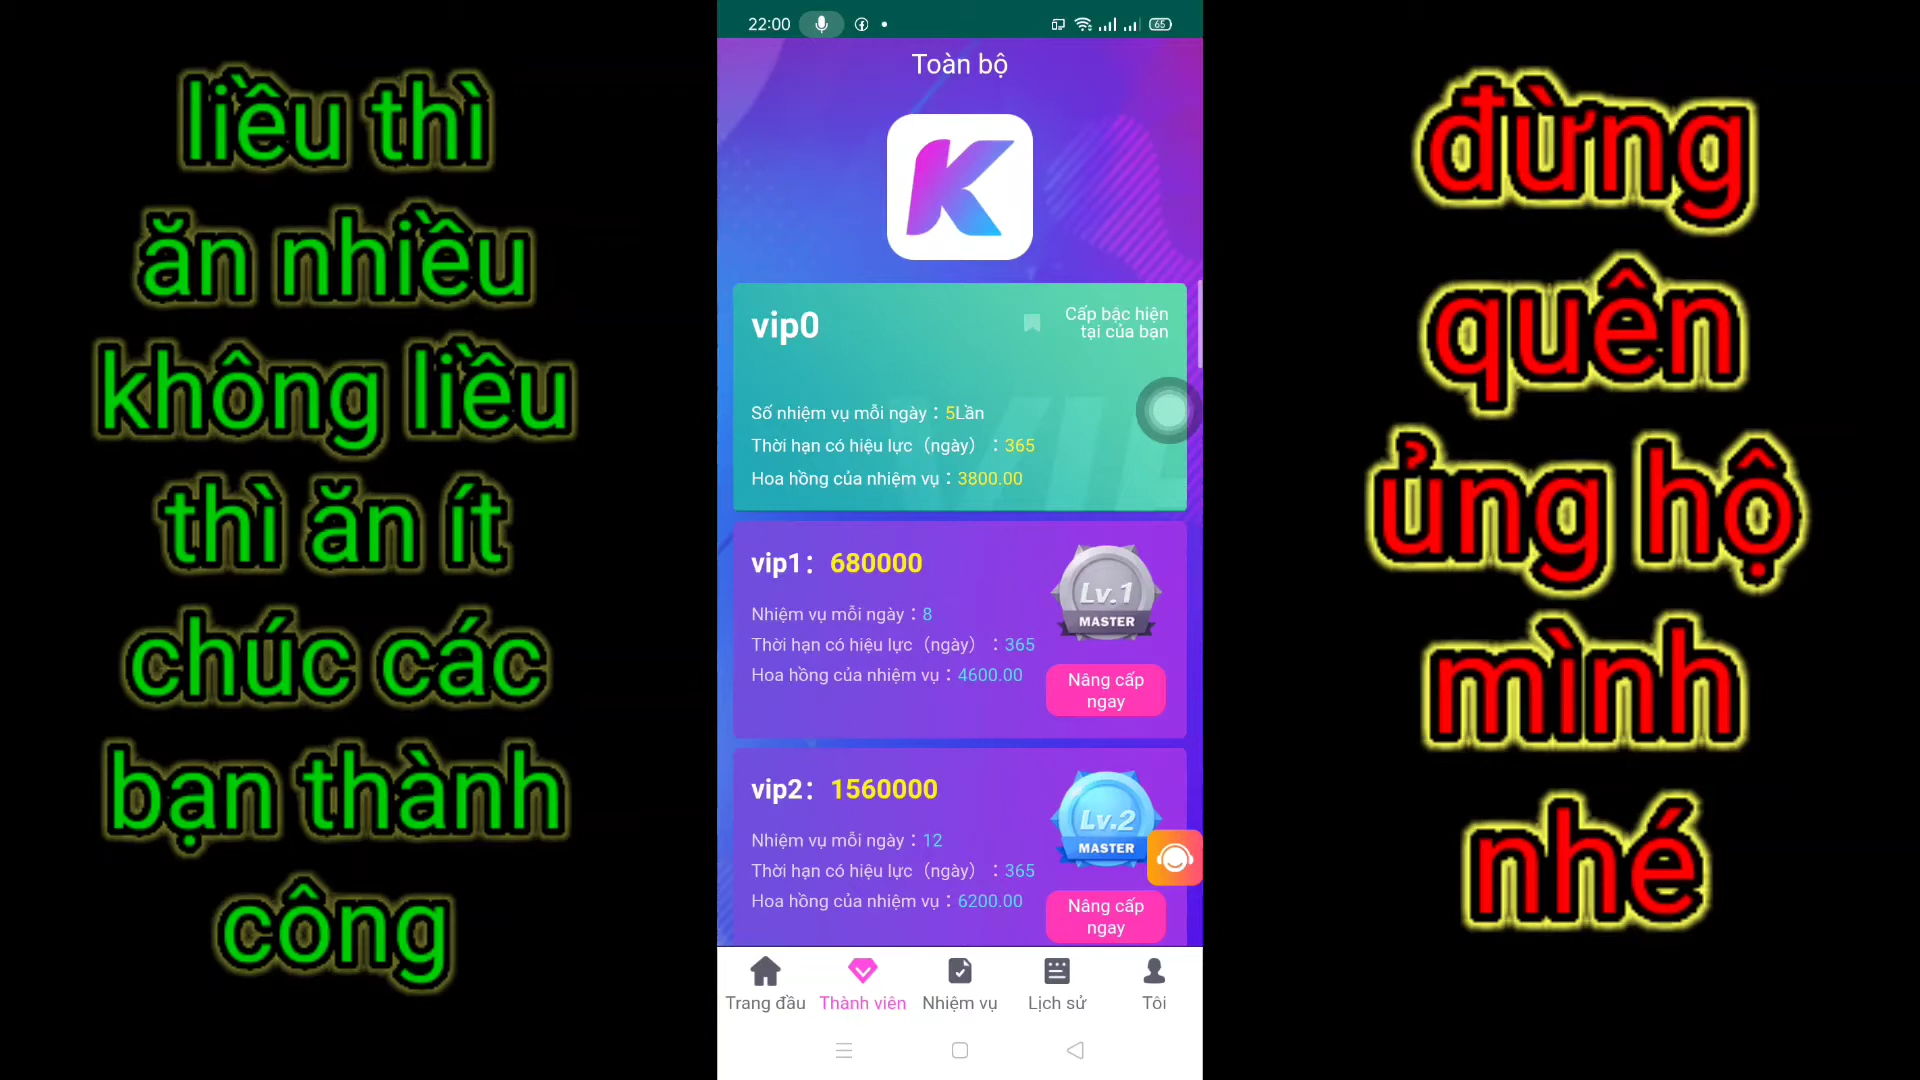 liều thì
ăn nhiều
không liều
thì ăn ít
chúc các
bạn thành
công
22:00
65
Toàn bộ
K
vip0
Cấp bậc hiện
tại của bạn
Số nhiệm vụ mỗi ngày：5Lần
Thời hạn có hiệu lực（ngày）：365
Hoa hồng của nhiệm vụ：3800.00
vip1：680000
Lv.1
MASTER
Nhiệm vụ mỗi ngày：8
Thời hạn có hiệu lực（ngày）：365
Hoa hồng của nhiệm vụ：4600.00
Nâng cấp
ngay
vip2：1560000
Lv.2
MASTER
Nhiệm vụ mỗi ngày：12
Thời hạn có hiệu lực（ngày）：365
Hoa hồng của nhiệm vụ：6200.00
Nâng cấp
ngay
Trang đầu
Thành viên
Nhiệm vụ
Lịch sử
Tôi
đừng
quên
ủng hộ
mình
nhé